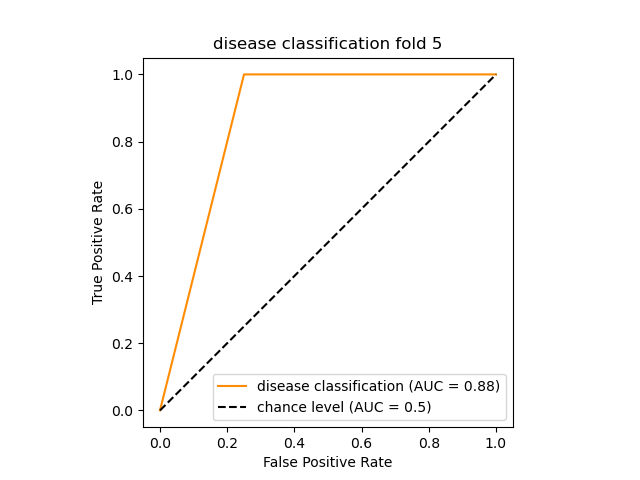 disease classification fold 5
True Positive Rate
1.0
0.8
0.6
0.4
0.2
0.0
disease classification (AUC = 0.88)
chance level (AUC = 0.5)
0.0 0.2 0.4 0.6 0.8 1.0
False Positive Rate